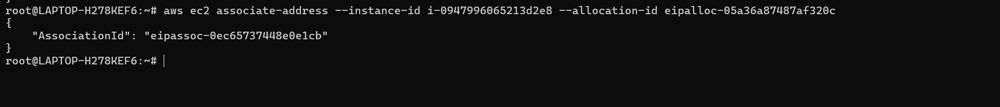 root@LAPTOP-H278KEF6:~# aws ec2 associate-address --instance-id i-0947996065213d2e8 --allocation-id eipalloc-05a36a87487af320c
{
    "AssociationId": "eipassoc-0ec65737448e0e1cb"
}
root@LAPTOP-H278KEF6:~#